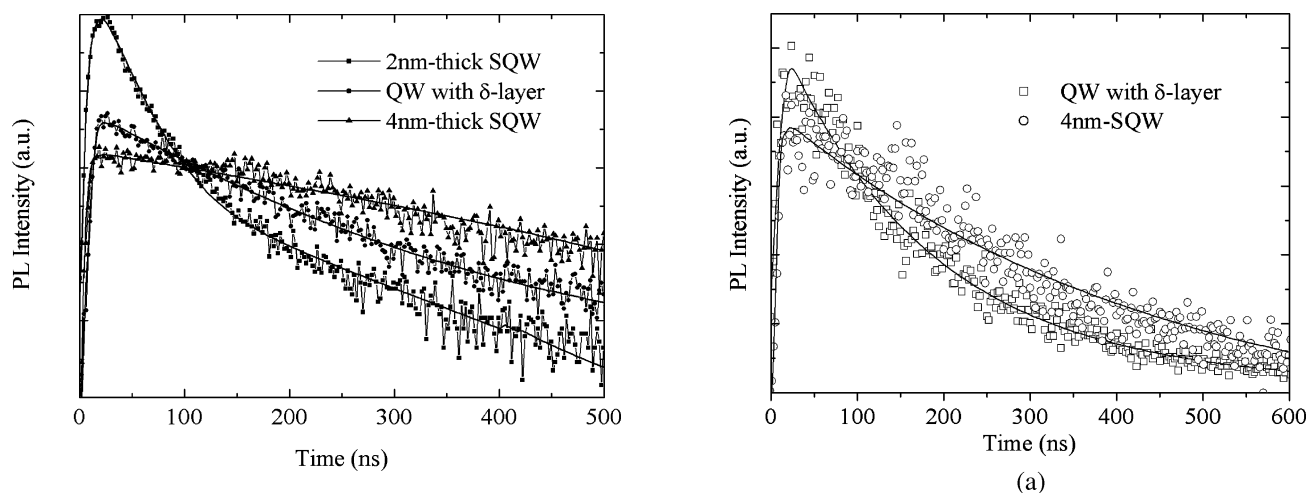 PL Intensity (a.u.)
2nm-thick SQW
QW with δ-layer
4nm-thick SQW
0 100 200 300 400 500
Time (ns)
PL Intensity (a.u.)
QW with δ-layer
4nm-SQW
0 100 200 300 400 500 600
Time (ns)
(a)